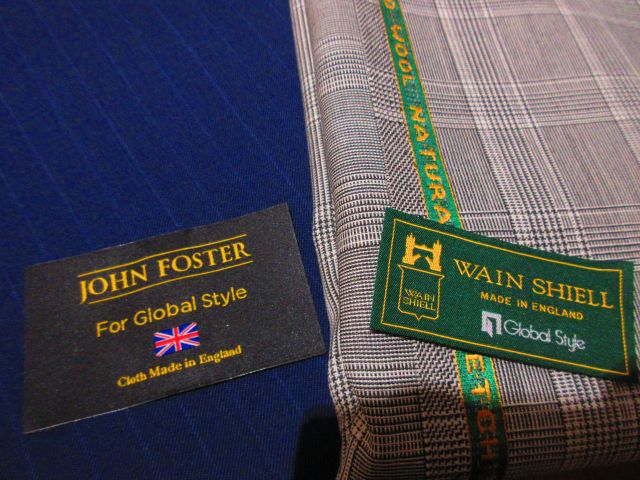 JOHN FOSTER
For Global Style
Cloth Made in England
WOOL NATURA
ETCH
WAIN SHIELL
MADE IN ENGLAND
WAIN
SHIELL
Global Style